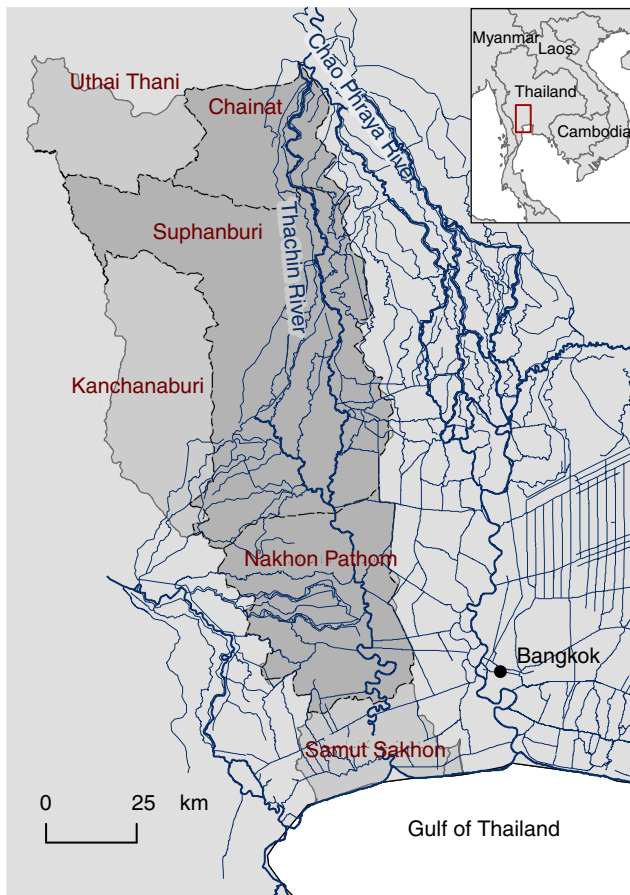 Myanmar
Laos
Thailand
Cambodia
Uthai Thani
Chainat
Chao Phraya River
Suphanburi
Thachin River
Kanchanaburi
Nakhon Pathom
Bangkok
Samut Sakhon
0 25 km
Gulf of Thailand